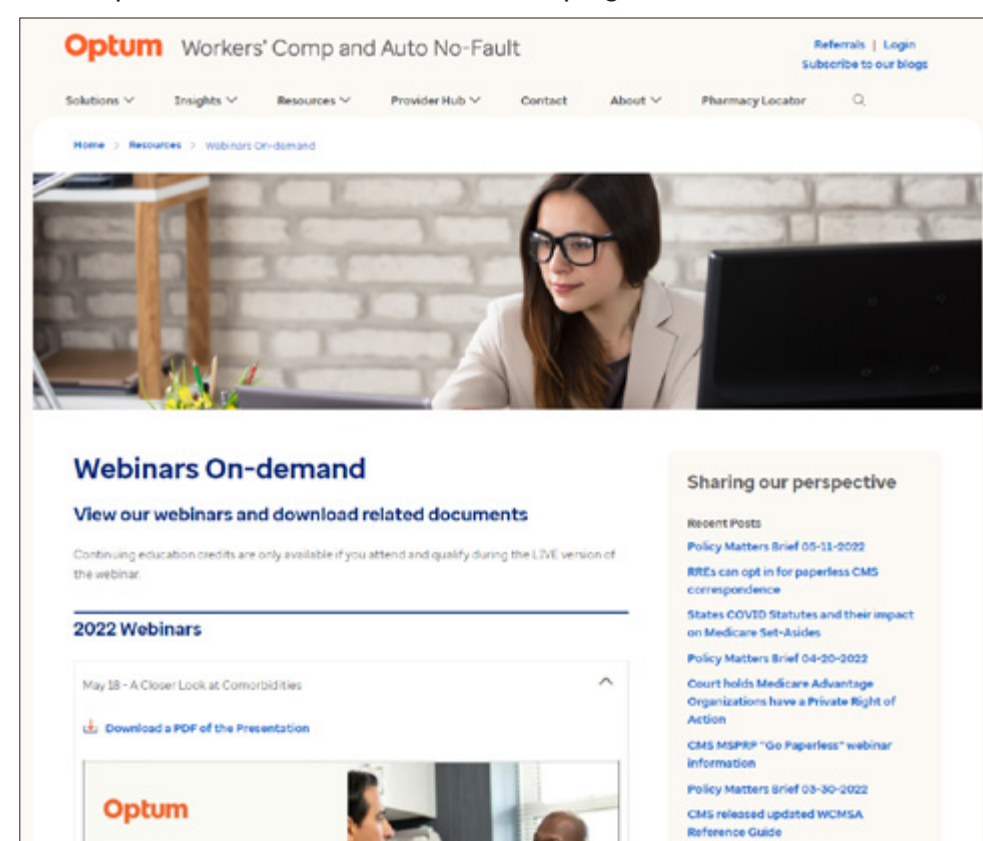 Optum Workers' Comp and Auto No-Fault
Referrals | Login
Subscribe to our blogs
Solutions Insights Resources Provider Hub Contact About Pharmacy Locator
Home > Resources > Webinars On-demand
Webinars On-demand
View our webinars and download related documents
Continuing education credits are only available if you attend and qualify during the LIVE version of
the webinar.
2022 Webinars
May 18 - A Closer Look at Comorbidities
Download a PDF of the Presentation
Optum
Sharing our perspective
Recent Posts
Policy Matters Brief 05-11-2022
RREs can opt in for paperless CMS
correspondence
States COVID Statutes and their impact
on Medicare Set-Asides
Policy Matters Brief 04-20-2022
Court holds Medicare Advantage
Organizations have a Private Right of
Action
CMS MSPRP "Go Paperless" webinar
information
Policy Matters Brief 03-30-2022
CMS released updated WCMSA
Reference Guide